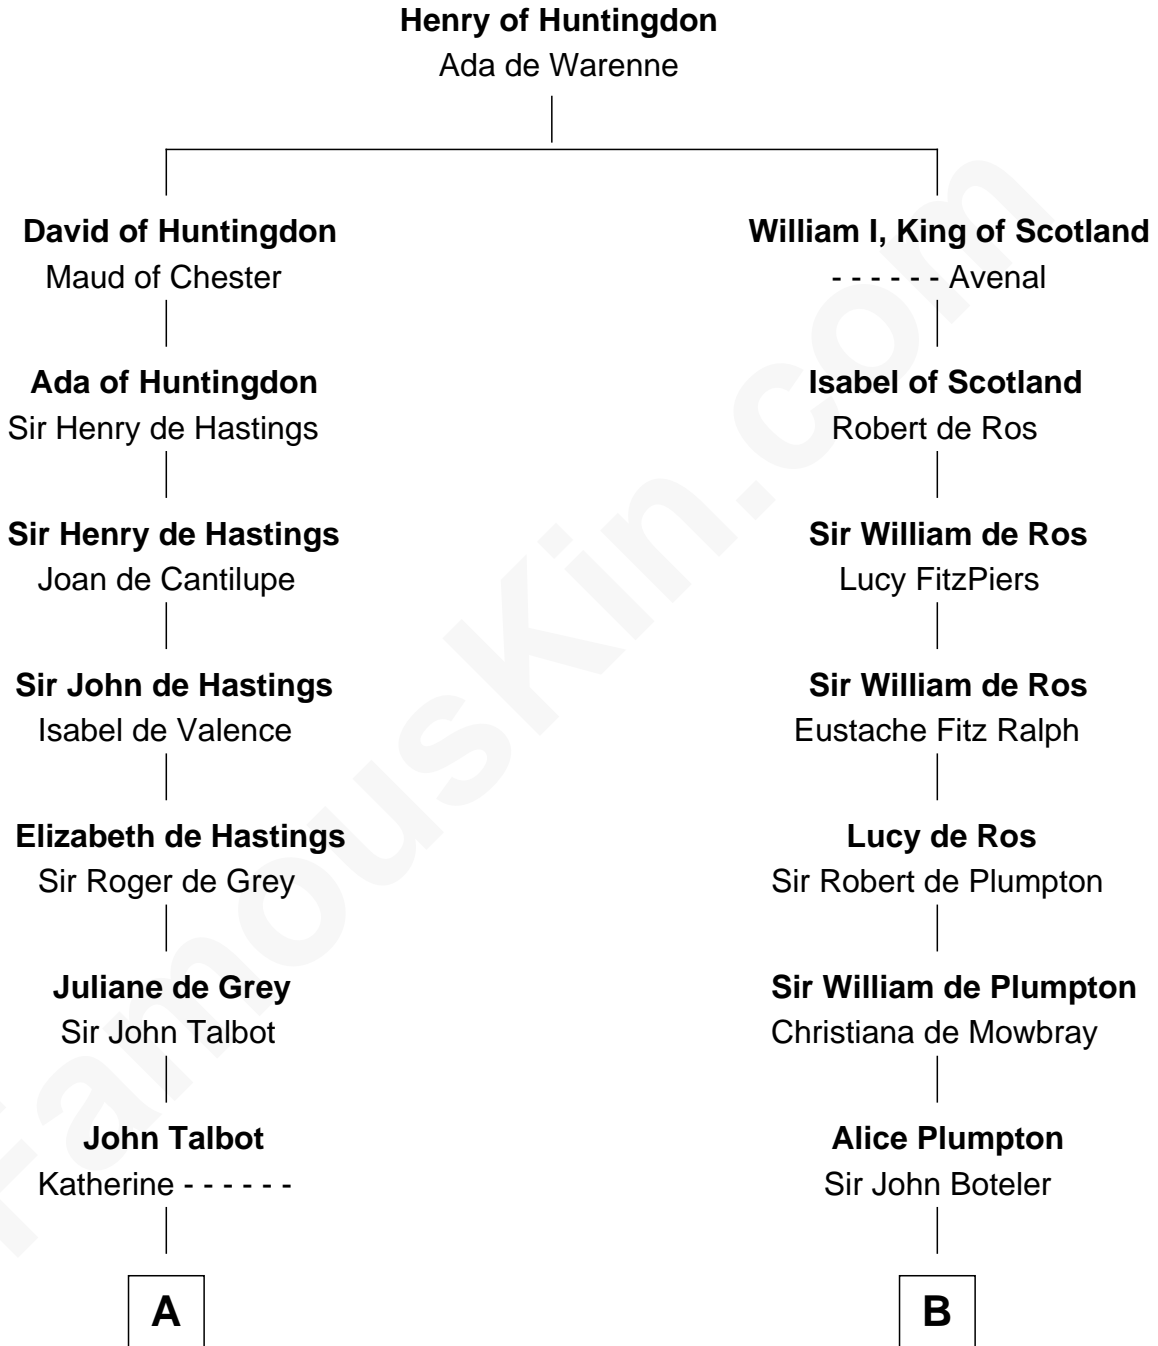 Henry of Huntingdon
Ada de Warenne
David of Huntingdon
Maud of Chester
Ada of Huntingdon
Sir Henry de Hastings
Sir Henry de Hastings
Joan de Cantilupe
Sir John de Hastings
Isabel de Valence
Elizabeth de Hastings
Sir Roger de Grey
Juliane de Grey
Sir John Talbot
John Talbot
Katherine - - - - - -
A
William I, King of Scotland
- - - - - - Avenal
Isabel of Scotland
Robert de Ros
Sir William de Ros
Lucy FitzPiers
Sir William de Ros
Eustache Fitz Ralph
Lucy de Ros
Sir Robert de Plumpton
Sir William de Plumpton
Christiana de Mowbray
Alice Plumpton
Sir John Boteler
B
FamousKin.com